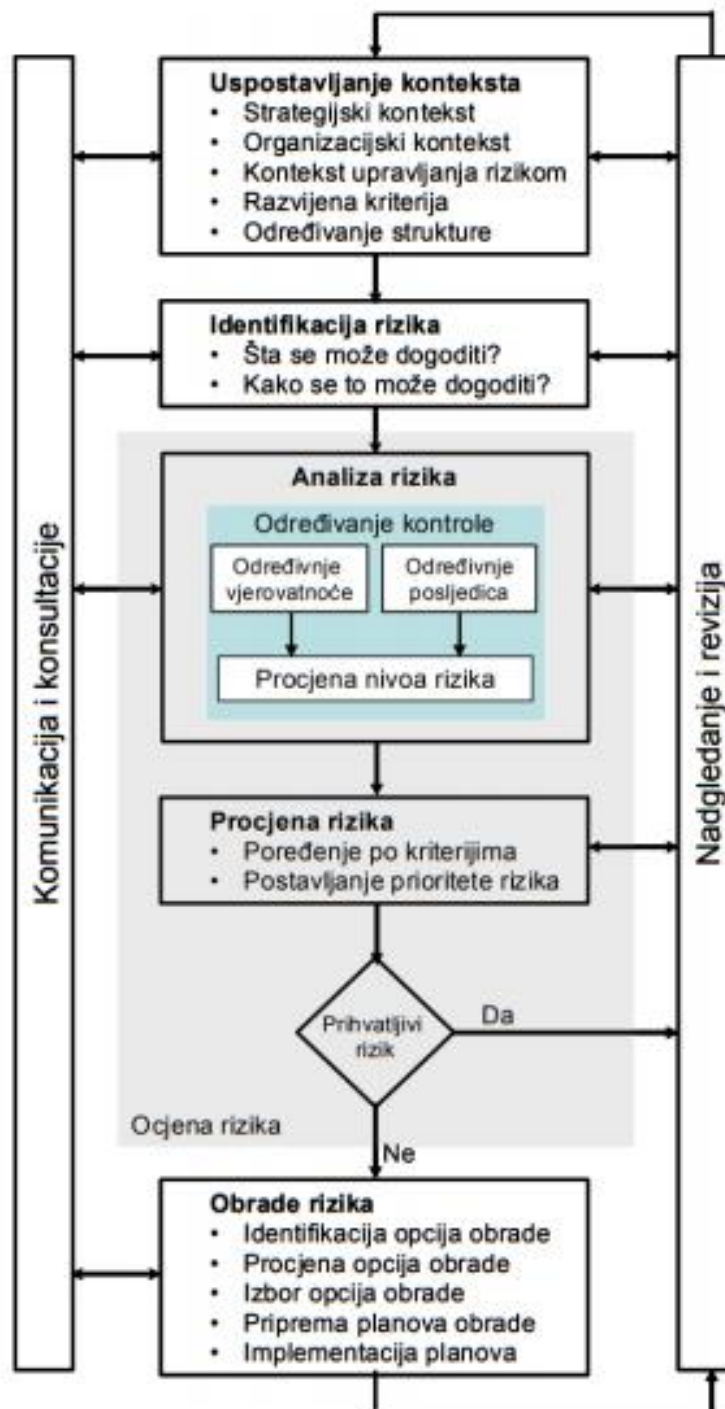 Uspostavljanje konteksta
• Strategijski kontekst
• Organizacijski kontekst
• Kontekst upravljanja rizikom
• Razvijena kriterija
• Određivanje strukture
Identifikacija rizika
• Šta se može dogoditi?
• Kako se to može dogoditi?
Analiza rizika
Određivanje kontrole
Određivnje
vjerovatnoće
Određivnje
posljedica
Procjena nivoa rizika
Procjena rizika
• Poređenje po kriterijima
• Postavljanje prioritete rizika
Prihvatljivi
rizik
Da
Ocjena rizika
Ne
Obrade rizika
• Identifikacija opcija obrade
• Procjena opcija obrade
• Izbor opcija obrade
• Priprema planova obrade
• Implementacija planova
Komunikacija i konsultacije
Nadgledanje i revizija